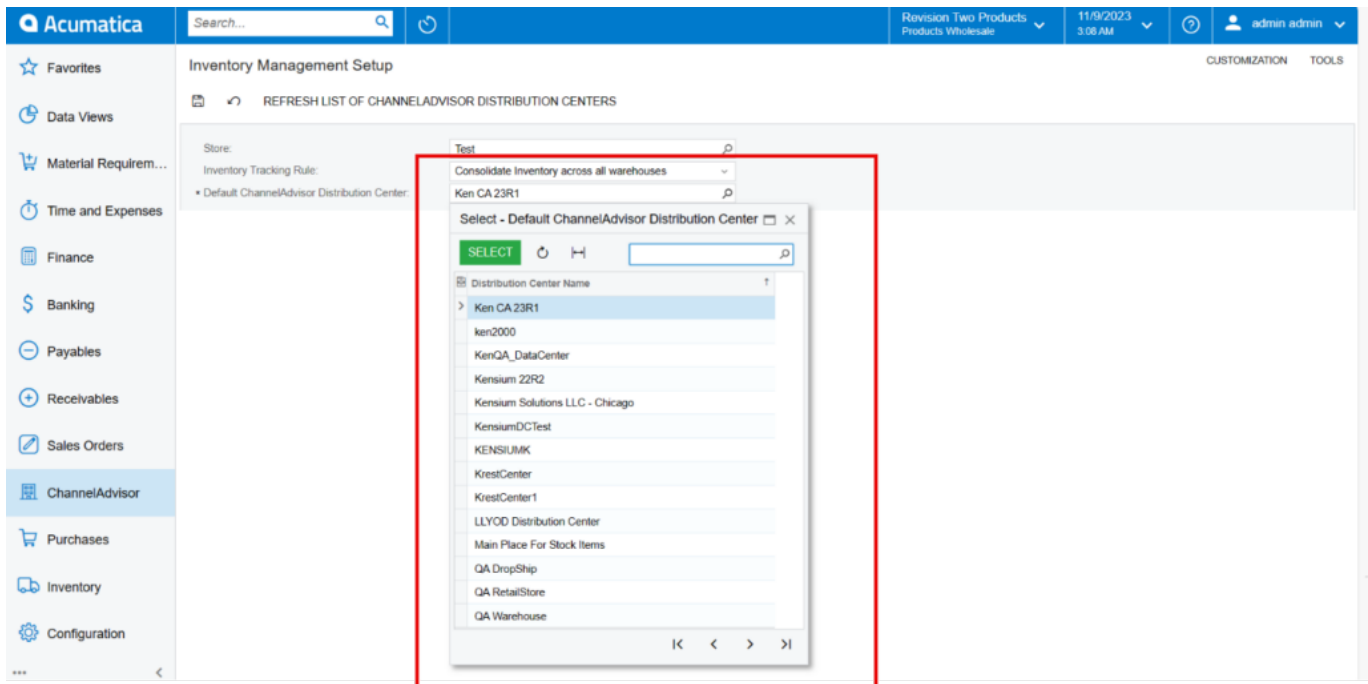 Acumatica
Search...
Revision Two Products
Products Wholesale
11/9/2023
3:08 AM
admin admin
Favorites
Data Views
Material Requirem...
Time and Expenses
Finance
Banking
Payables
Receivables
Sales Orders
ChannelAdvisor
Purchases
Inventory
Configuration
Inventory Management Setup
CUSTOMIZATION TOOLS
REFRESH LIST OF CHANNELADVISOR DISTRIBUTION CENTERS
Store: Test
Inventory Tracking Rule: Consolidate Inventory across all warehouses
* Default ChannelAdvisor Distribution Center: Ken CA 23R1
Select - Default ChannelAdvisor Distribution Center
SELECT
Distribution Center Name
Ken CA 23R1
ken2000
KenQA_DataCenter
Kensium 22R2
Kensium Solutions LLC - Chicago
KensiumDCTest
KENSIUMK
KrestCenter
KrestCenter1
LLYOD Distribution Center
Main Place For Stock Items
QA DropShip
QA RetailStore
QA Warehouse